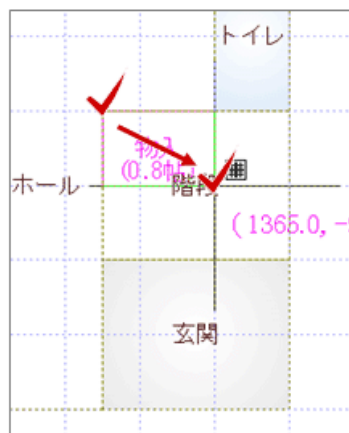 トイレ
物入
(0.8帖)
ホール
階段
(1365.0, -
玄関